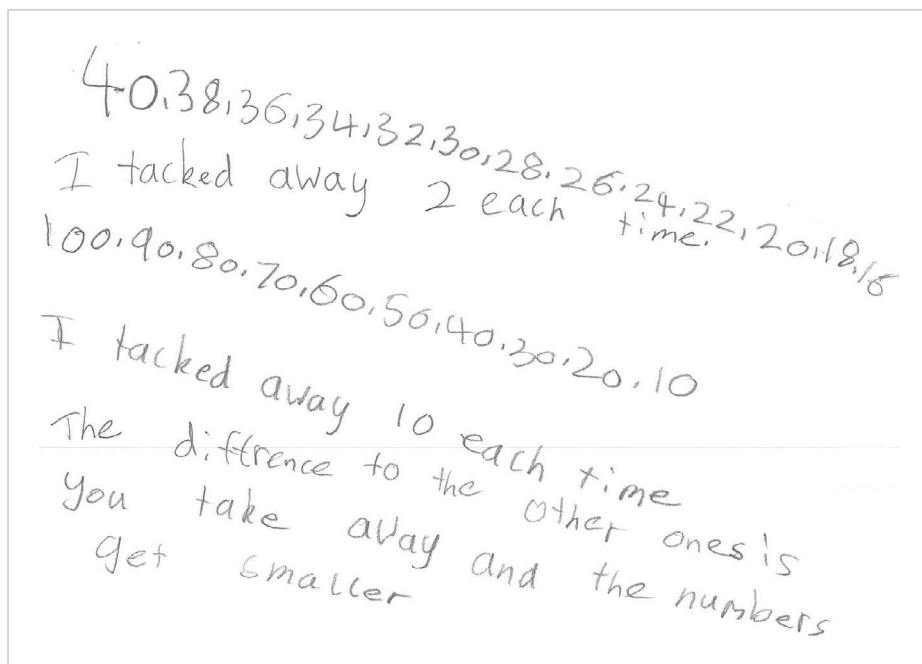 40,38,36,34,32,30,28,26,24,22,20,18,16
I tacked away 2 each time.
100,90,80,70,60,50,40,30,20,10
I tacked away 10 each time
The diffrence to the other ones is
you take away and the numbers
get smaller